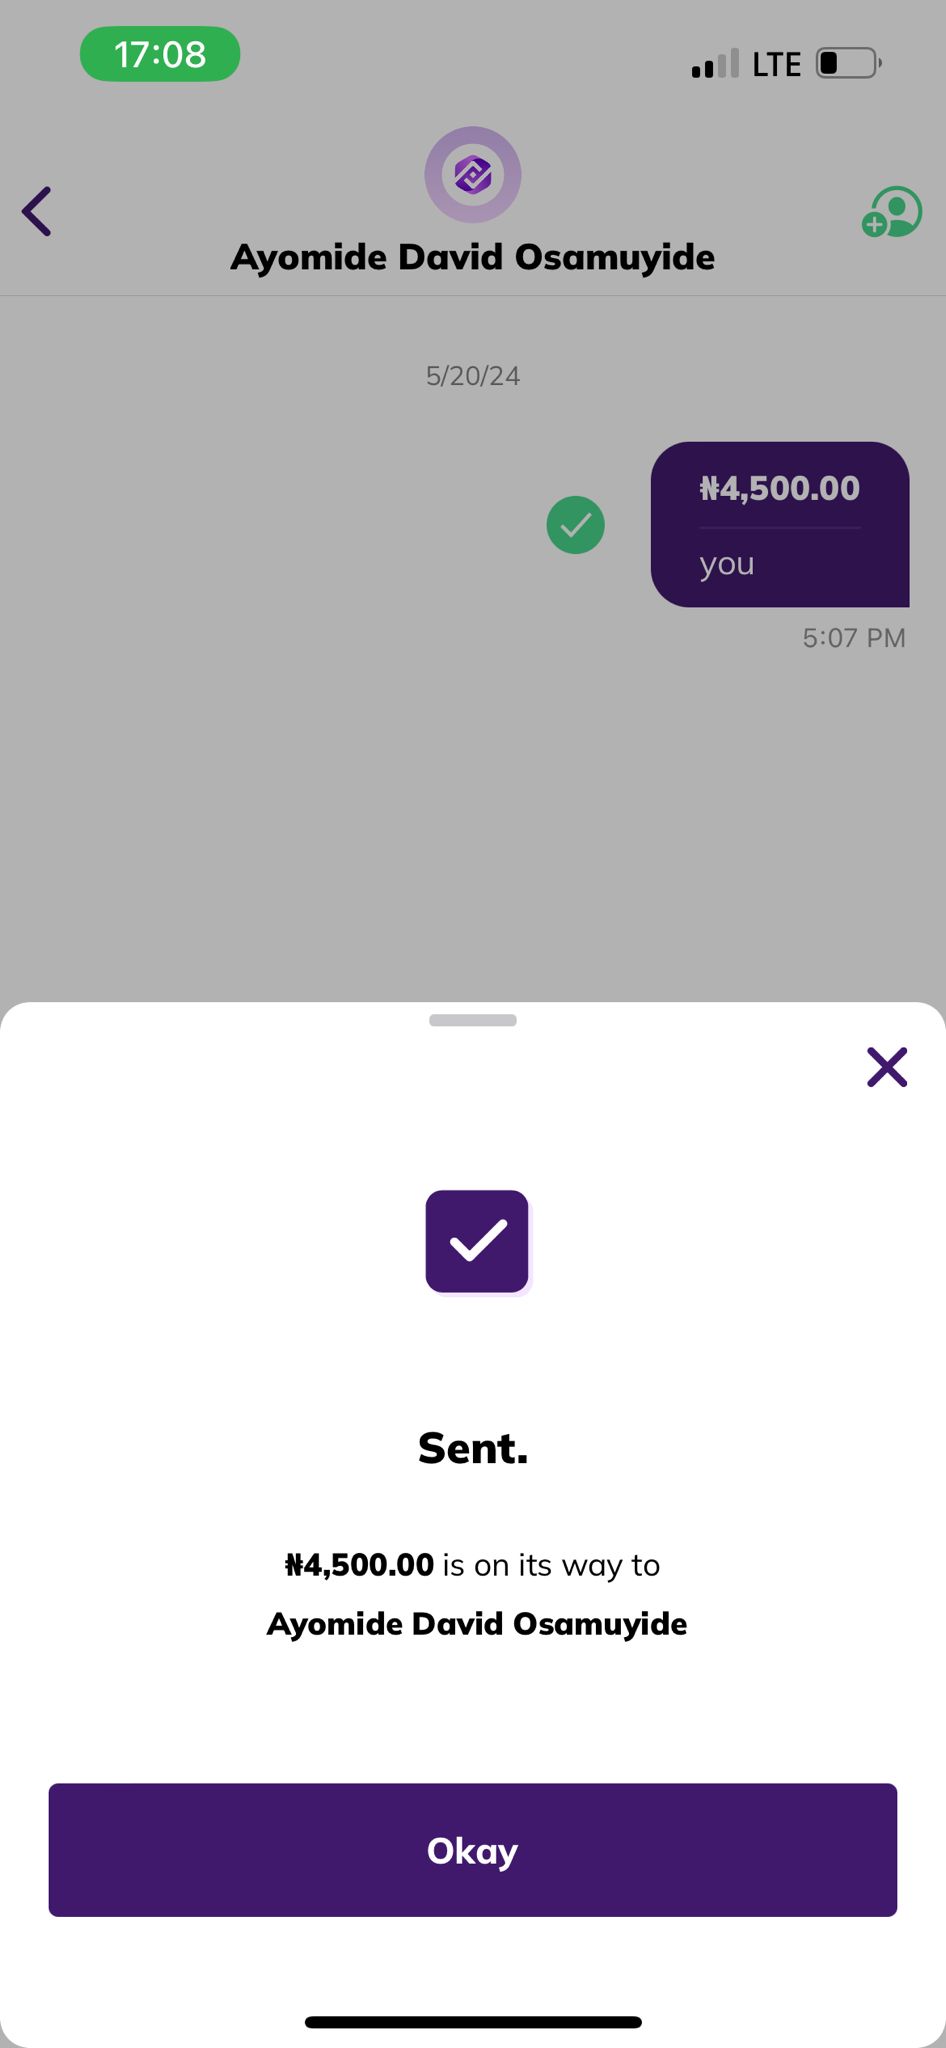 17:08
LTE
Ayomide David Osamuyide
5/20/24
₦4,500.00
you
5:07 PM
Sent.
₦4,500.00 is on its way to
Ayomide David Osamuyide
Okay